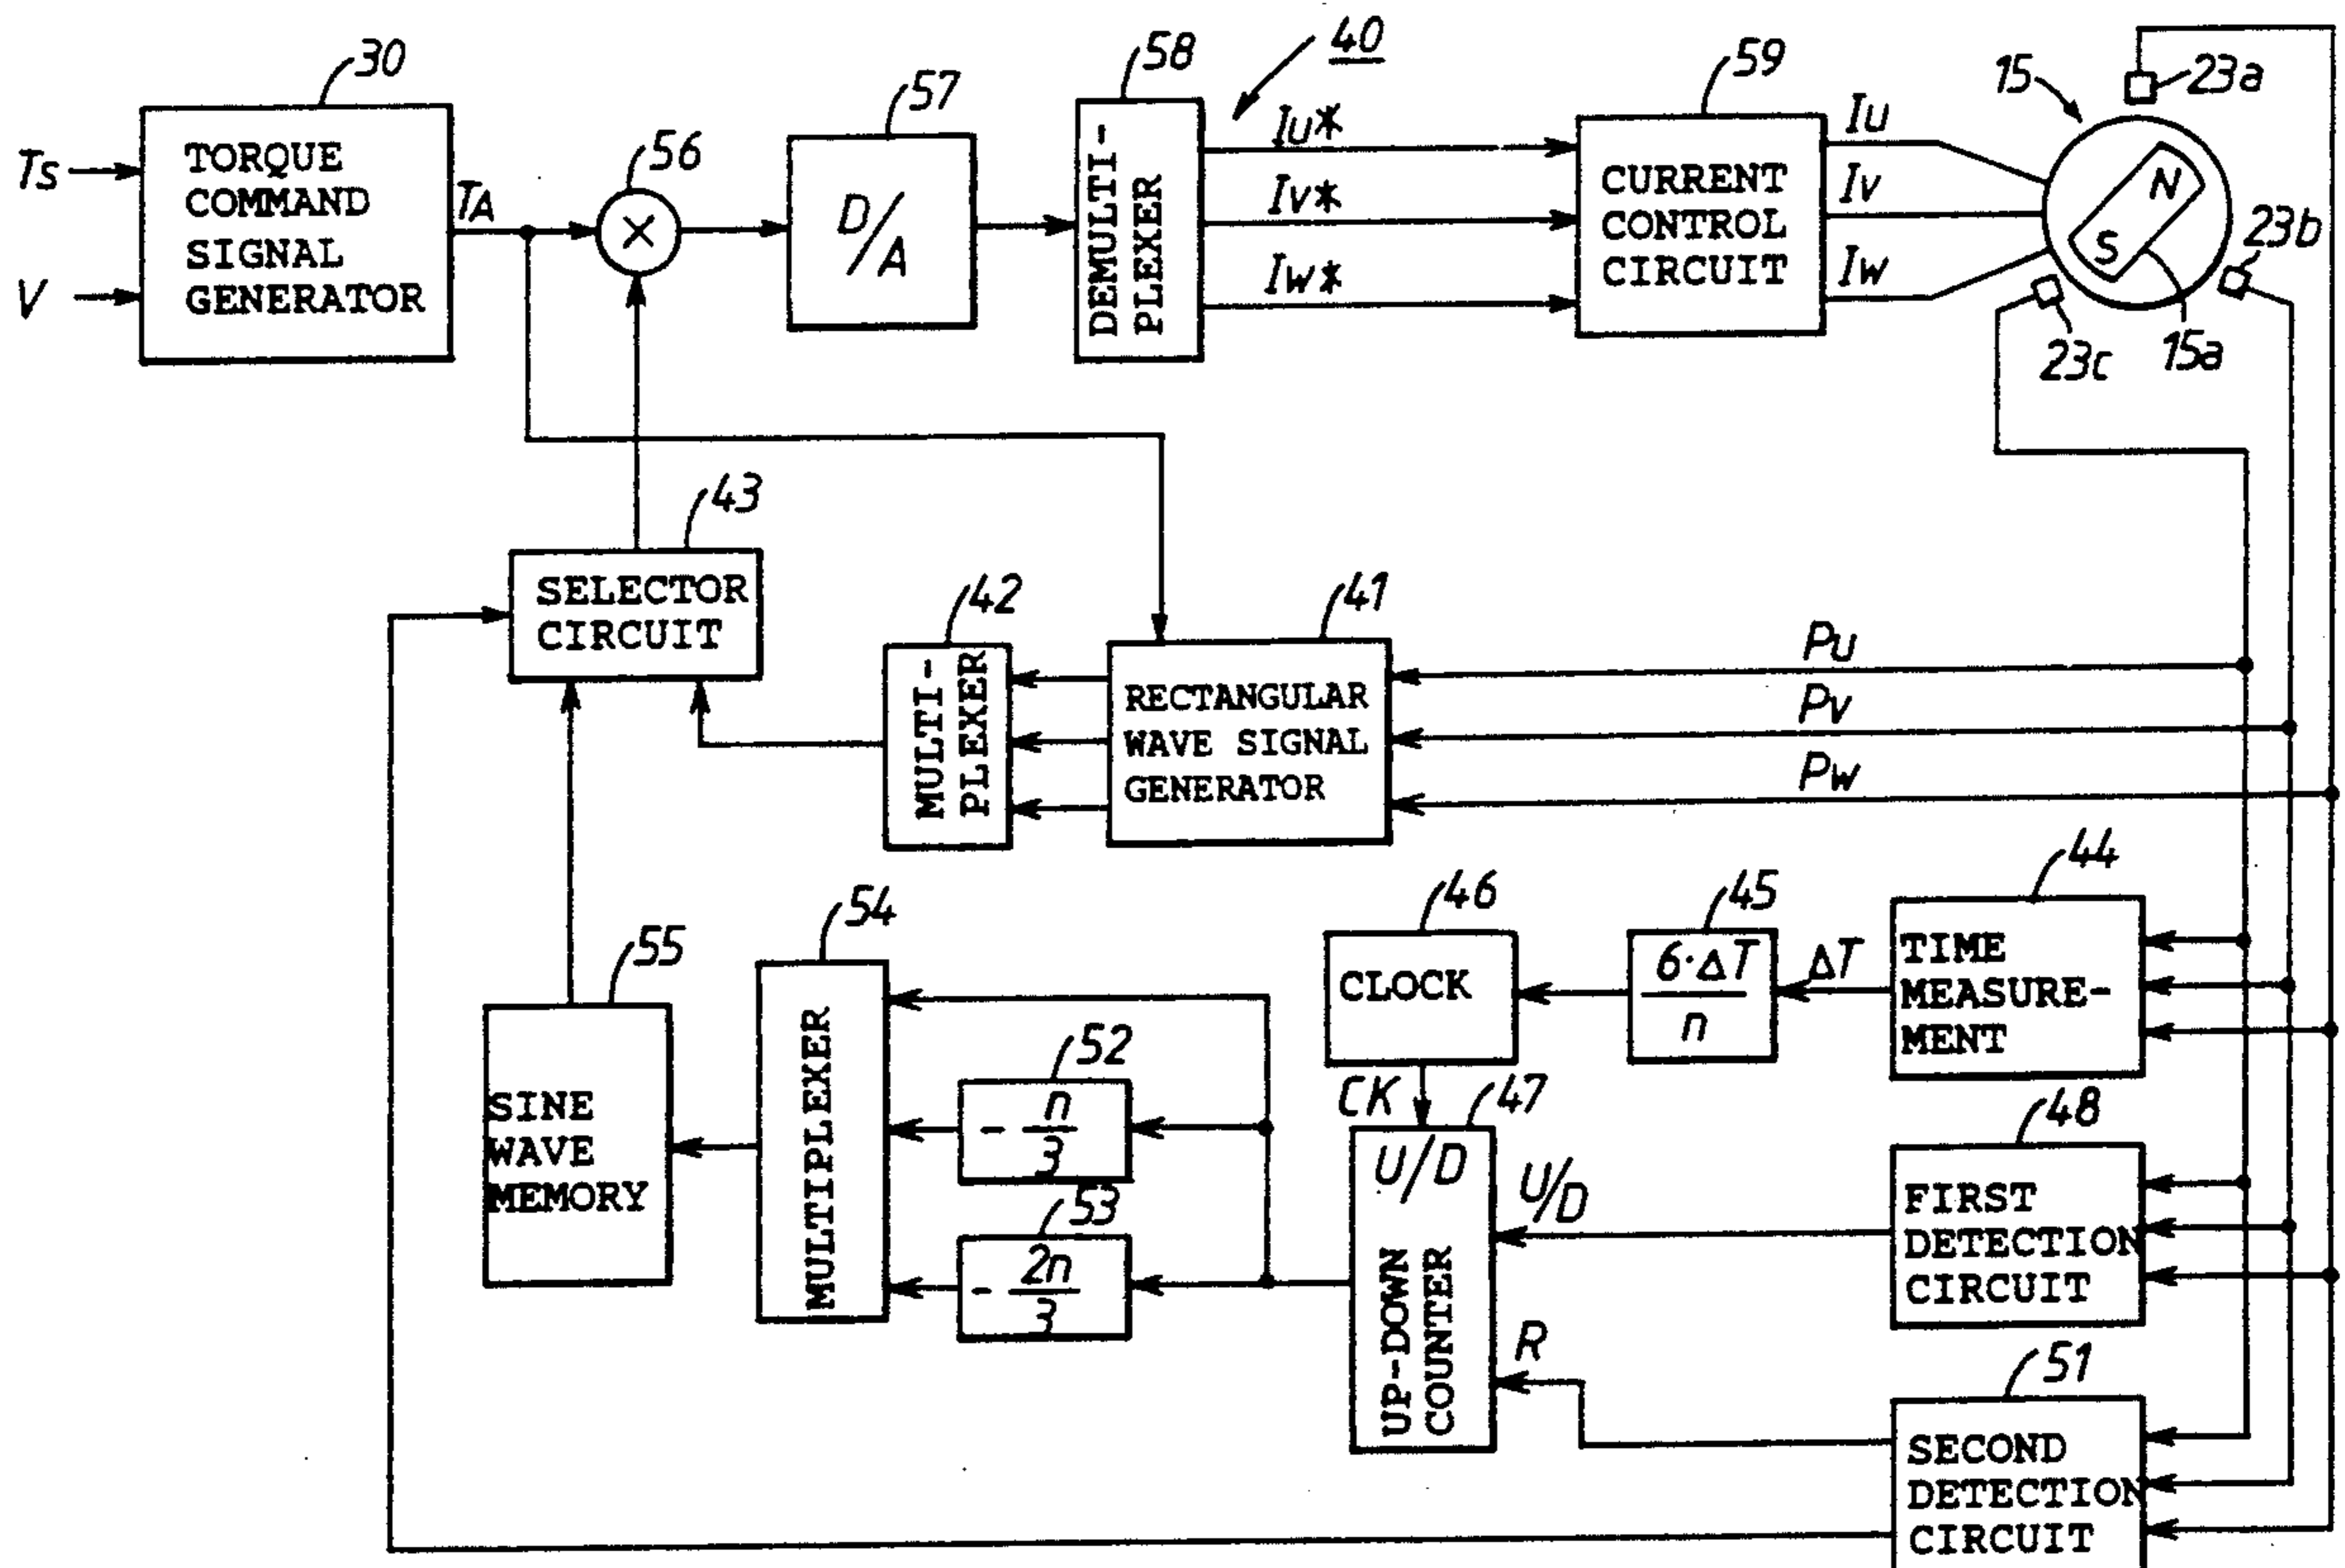 30
58
40
57
59
15
23a
Ts
V
TORQUE
COMMAND
SIGNAL
GENERATOR
TA
56
×
D/A
DEMULTI-
PLEXER
Iu*
Iv*
Iw*
CURRENT
CONTROL
CIRCUIT
Iu
Iv
Iw
N
S
23b
23c
15a
43
SELECTOR
CIRCUIT
42
MULTI-
PLEXER
41
RECTANGULAR
WAVE SIGNAL
GENERATOR
Pu
Pv
Pw
55
SINE
WAVE
MEMORY
54
MULTIPLEXER
52
- n/3
53
- 2n/3
46
CLOCK
CK
45
6·ΔT
n
ΔT
44
TIME
MEASURE-
MENT
47
U/D
UP-DOWN
COUNTER
U/D
R
48
FIRST
DETECTION
CIRCUIT
51
SECOND
DETECTION
CIRCUIT